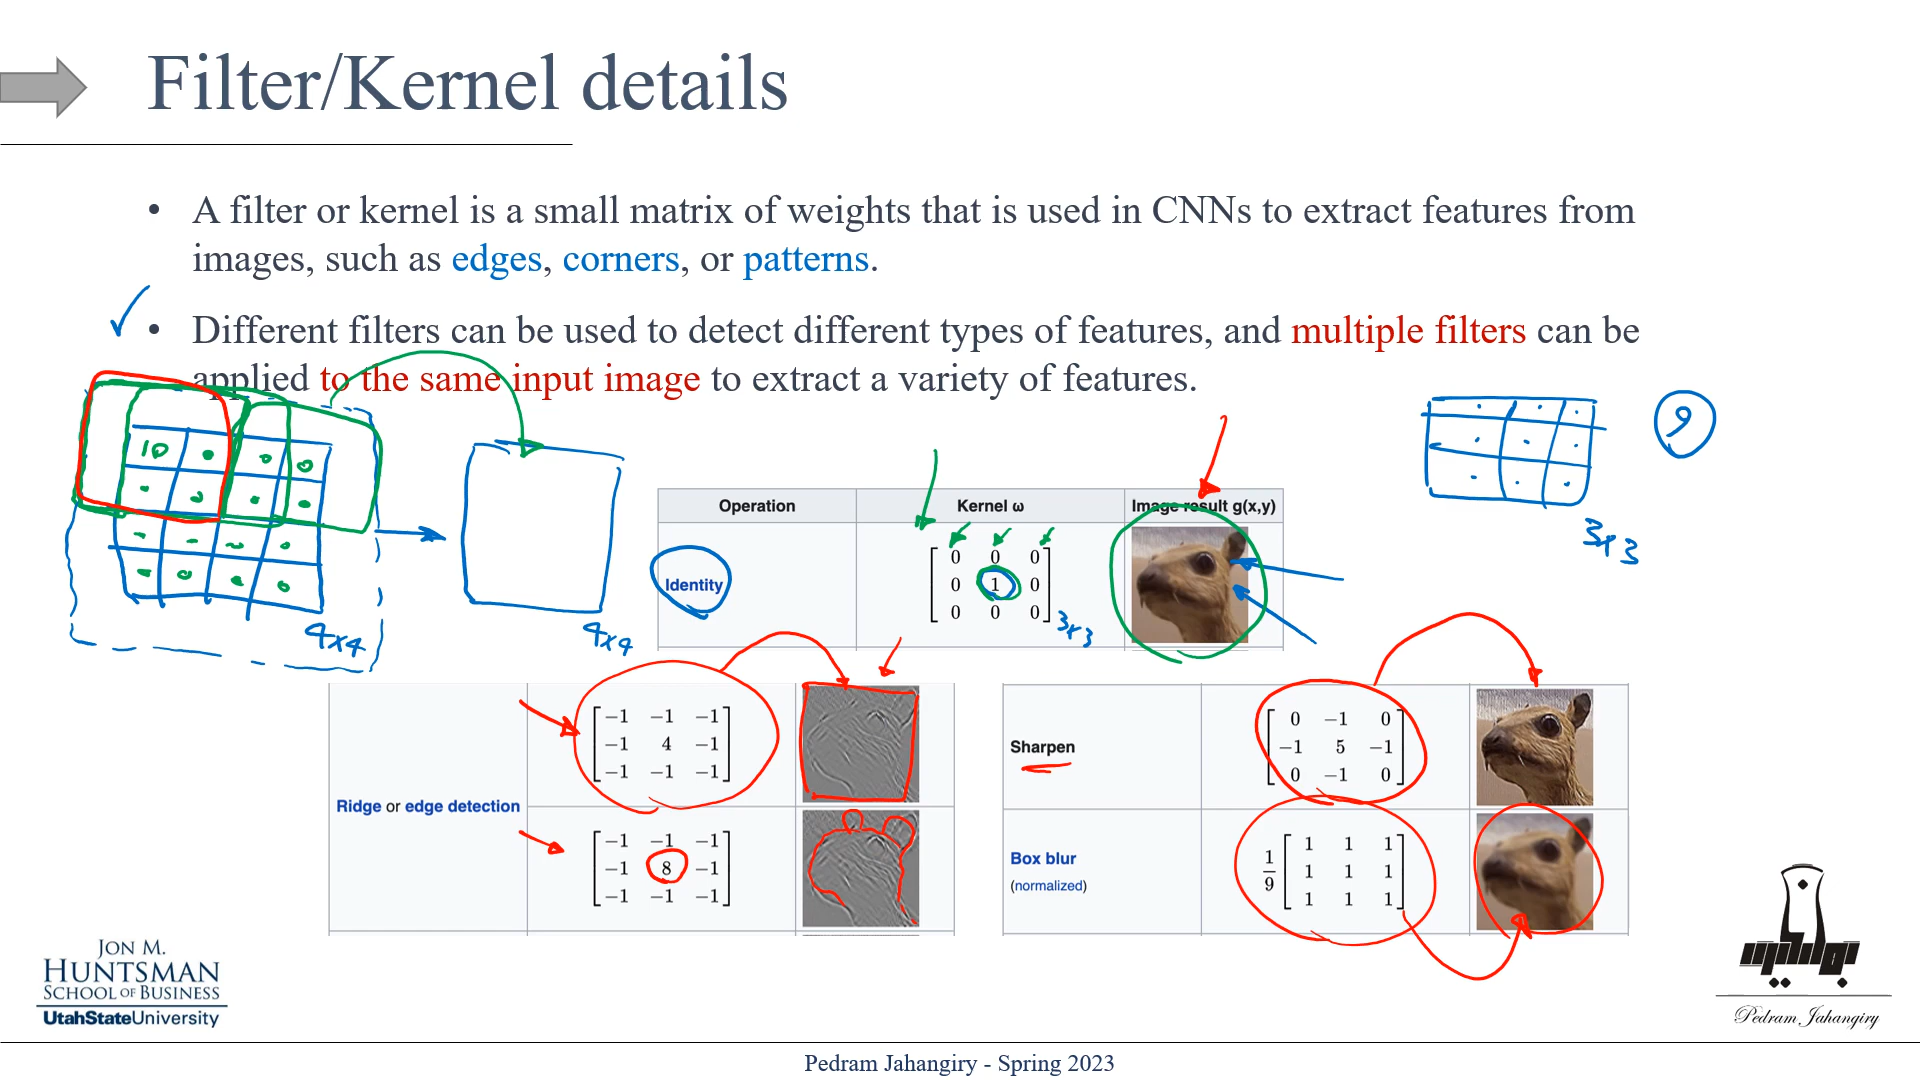 Filter/Kernel details
• A filter or kernel is a small matrix of weights that is used in CNNs to extract features from
images, such as edges, corners, or patterns.
• Different filters can be used to detect different types of features, and multiple filters can be
applied to the same input image to extract a variety of features.
10
4x4
4x4
9
3x3
Operation Kernel ω Image result g(x,y)
Identity
0 0 0
0 1 0
0 0 0
3x3
Ridge or edge detection
-1 -1 -1
-1 4 -1
-1 -1 -1
-1 -1 -1
-1 8 -1
-1 -1 -1
Sharpen
0 -1 0
-1 5 -1
0 -1 0
Box blur
(normalized)
1/9
1 1 1
1 1 1
1 1 1
JON M.
HUNTSMAN
SCHOOL OF BUSINESS
UtahStateUniversity
Pedram Jahangiry
Pedram Jahangiry - Spring 2023